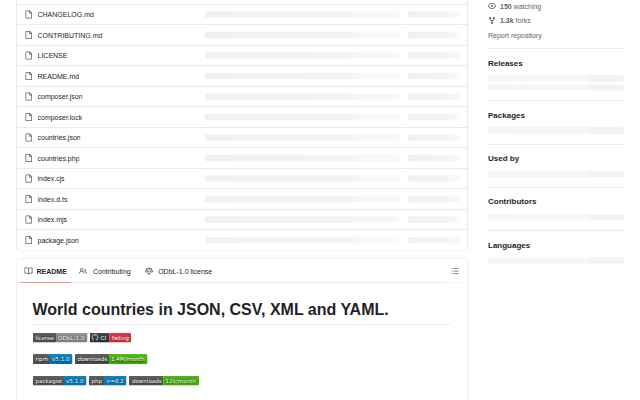 CHANGELOG.md
CONTRIBUTING.md
LICENSE
README.md
composer.json
composer.lock
countries.json
countries.php
index.cjs
index.d.ts
index.mjs
package.json
150 watching
1.3k forks
Report repository
Releases
Packages
Used by
Contributors
Languages
README Contributing ODbL-1.0 license
World countries in JSON, CSV, XML and YAML.
license ODbL-1.0 CI failing
npm v5.1.0 downloads
packagist v5.1.0 php >=8.2 downloads